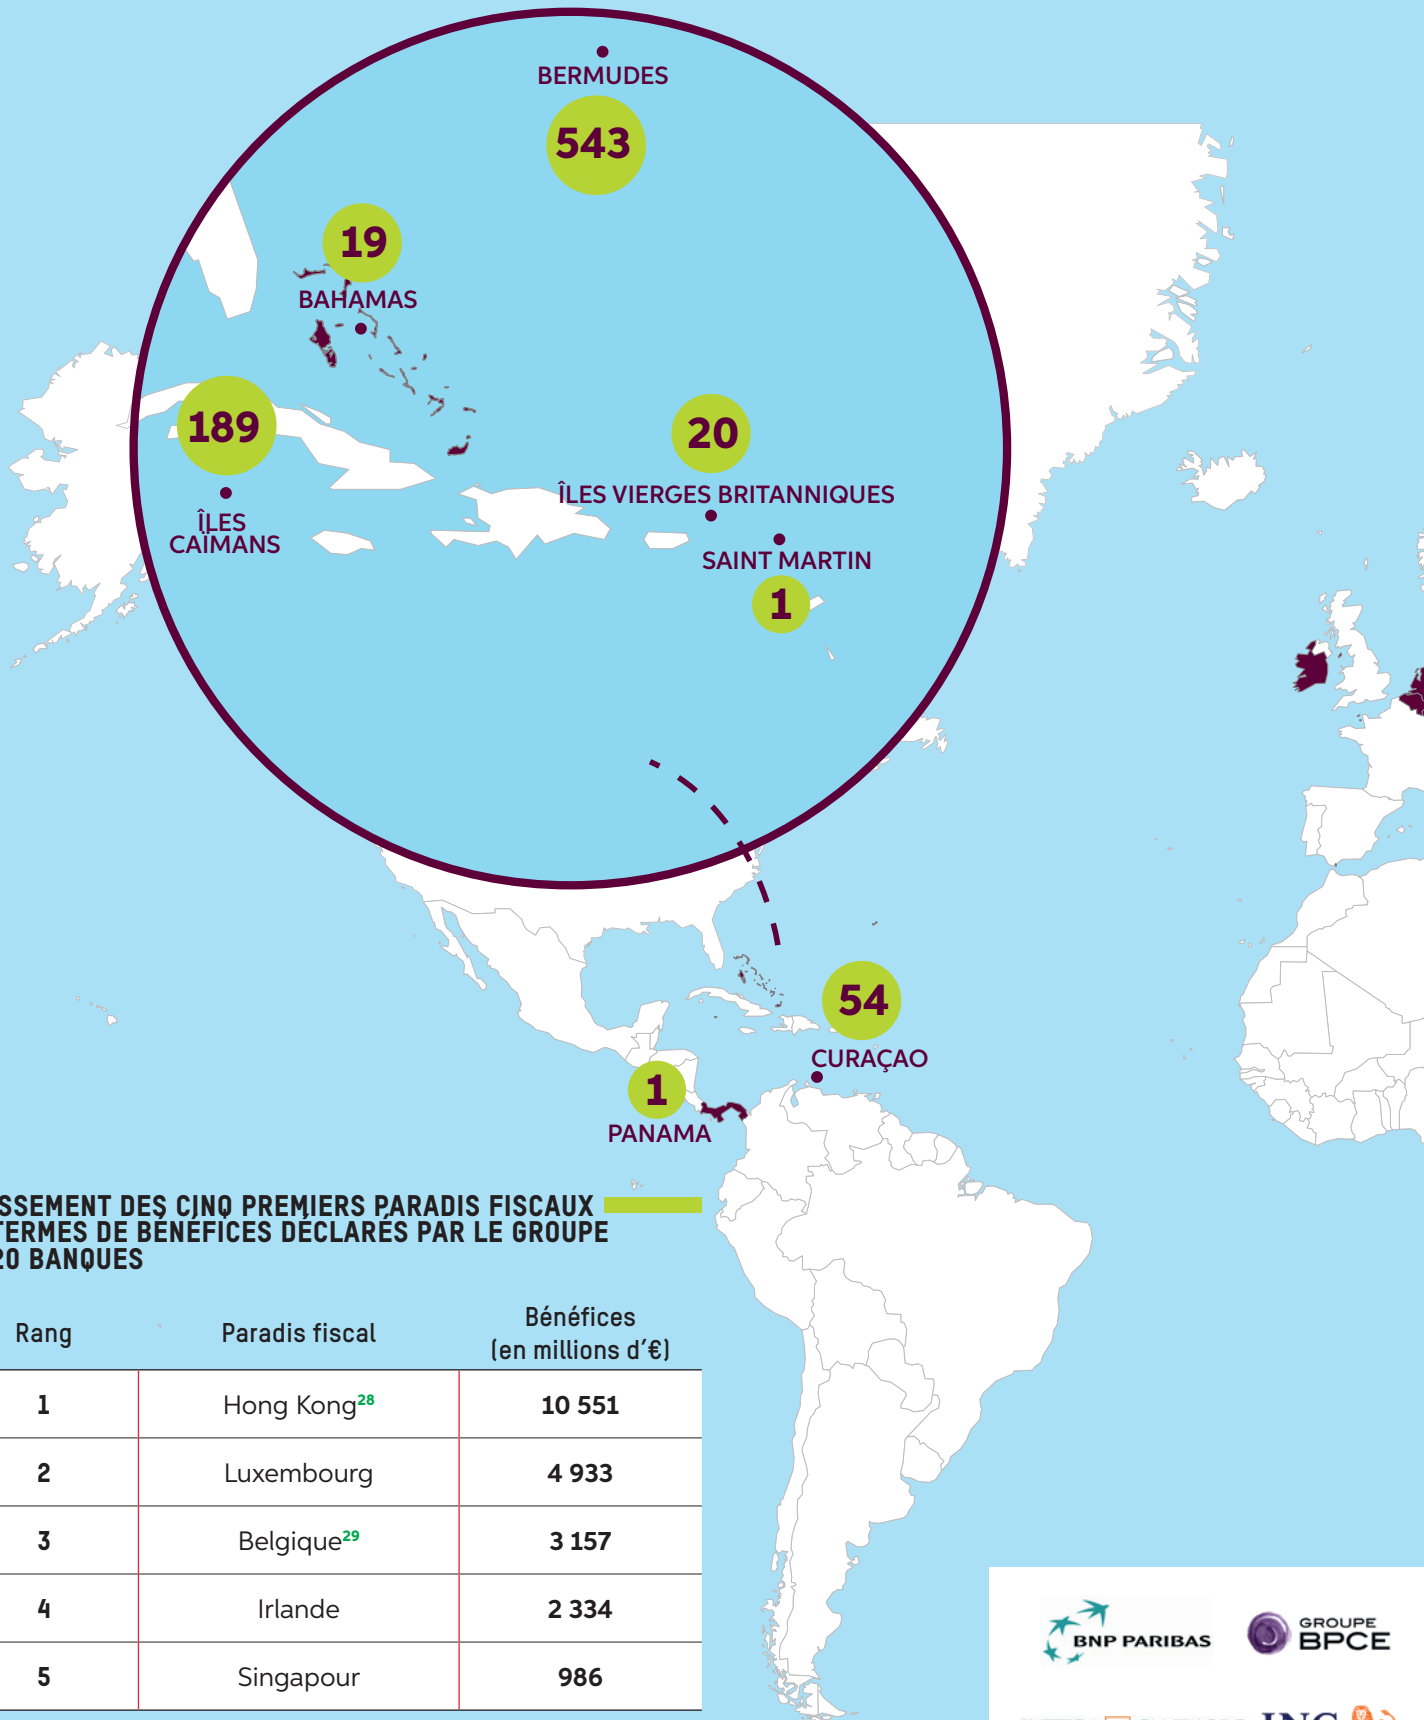 BERMUDES
543
19
BAHAMAS
189
ÎLES
CAÏMANS
20
ÎLES VIERGES BRITANNIQUES
SAINT MARTIN
1
54
CURAÇAO
1
PANAMA
SSEMENT DES CINQ PREMIERS PARADIS FISCAUX
TERMES DE BÉNÉFICES DÉCLARÉS PAR LE GROUPE
20 BANQUES
Rang Paradis fiscal Bénéfices
(en millions d'€)
1 Hong Kong28 10 551
2 Luxembourg 4 933
3 Belgique29 3 157
4 Irlande 2 334
5 Singapour 986
BNP PARIBAS
GROUPE
BPCE
ING